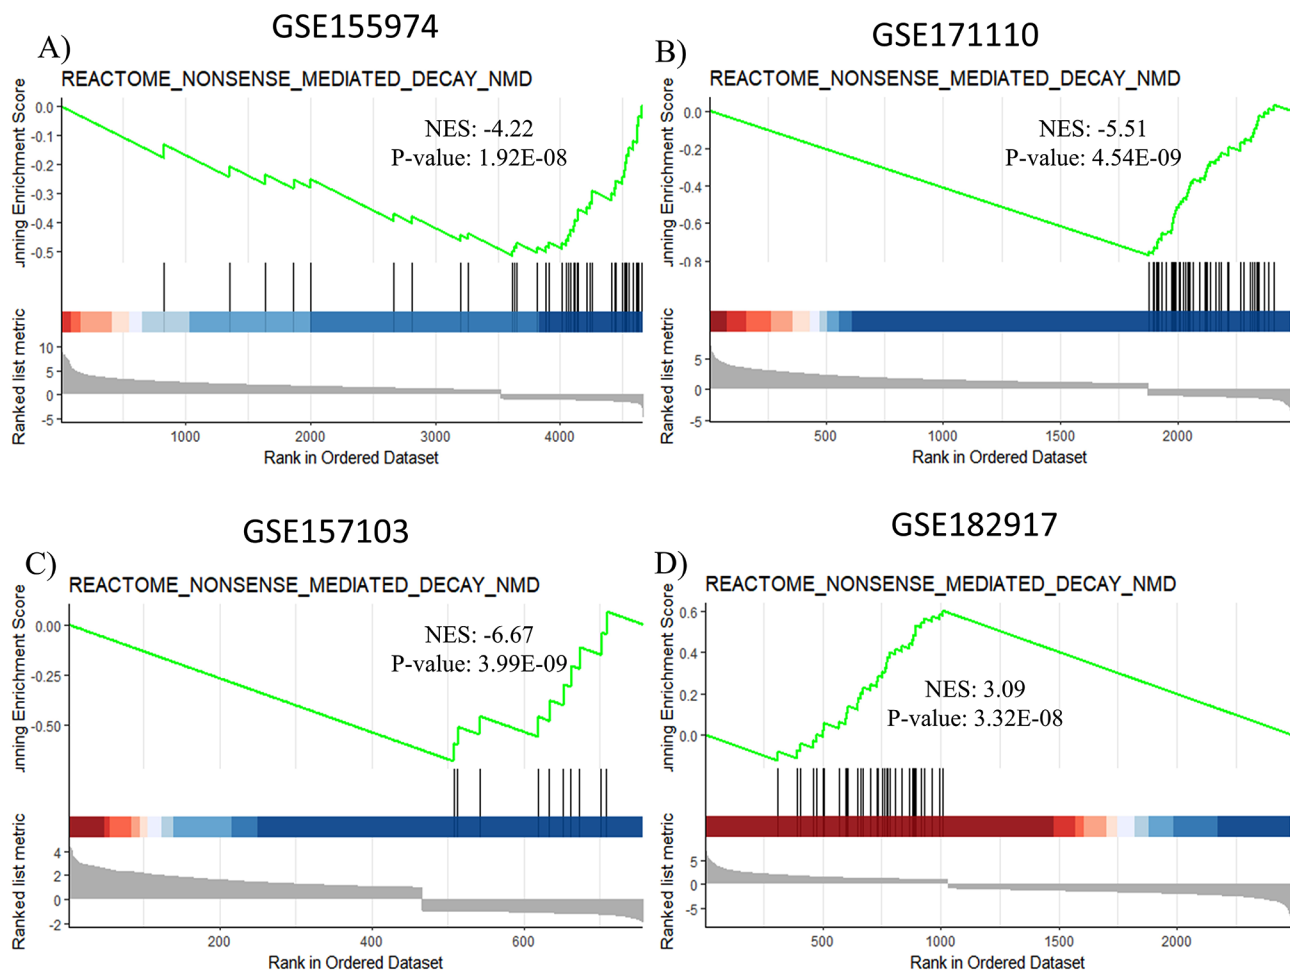 GSE155974
A)
REACTOME_NONSENSE_MEDIATED_DECAY_NMD
unning Enrichment Score
0.0
-0.1
-0.2
-0.3
-0.4
-0.5
NES: -4.22
P-value: 1.92E-08
Ranked list metric
10
5
0
-5
1000 2000 3000 4000
Rank in Ordered Dataset
GSE171110
B)
REACTOME_NONSENSE_MEDIATED_DECAY_NMD
unning Enrichment Score
0.0
-0.2
-0.4
-0.6
-0.8
NES: -5.51
P-value: 4.54E-09
Ranked list metric
5
0
-5
500 1000 1500 2000
Rank in Ordered Dataset
GSE157103
C)
REACTOME_NONSENSE_MEDIATED_DECAY_NMD
unning Enrichment Score
0.00
-0.25
-0.50
NES: -6.67
P-value: 3.99E-09
Ranked list metric
4
2
0
-2
200 400 600
Rank in Ordered Dataset
GSE182917
D)
REACTOME_NONSENSE_MEDIATED_DECAY_NMD
unning Enrichment Score
0.6
0.4
0.2
0.0
NES: 3.09
P-value: 3.32E-08
Ranked list metric
5
0
-5
500 1000 1500 2000
Rank in Ordered Dataset